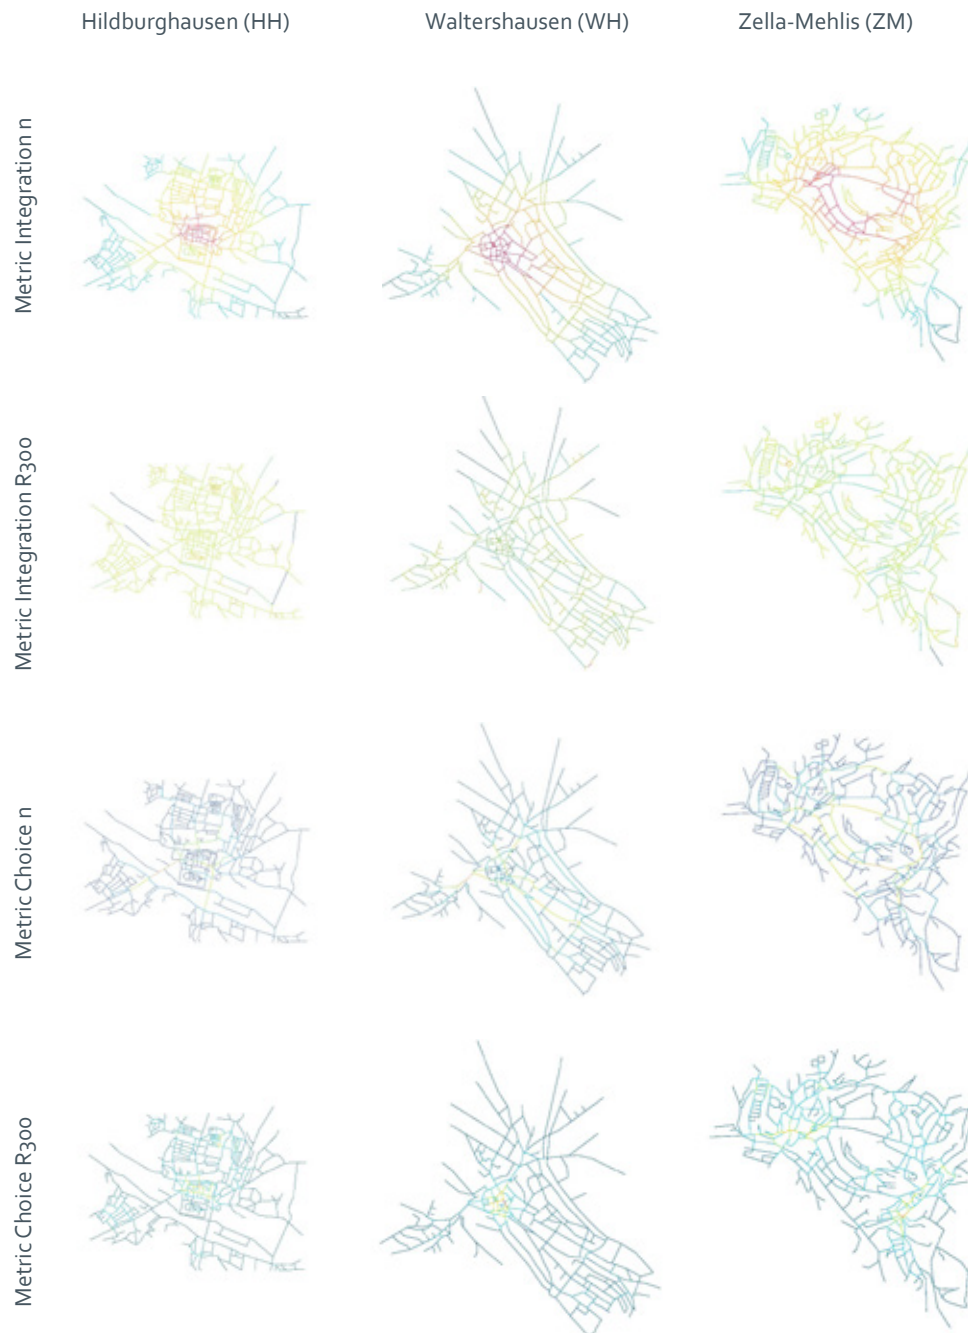 Hildburghausen (HH)
Waltershausen (WH)
Zella-Mehlis (ZM)
Metric Integration n
Metric Integration R300
Metric Choice n
Metric Choice R300